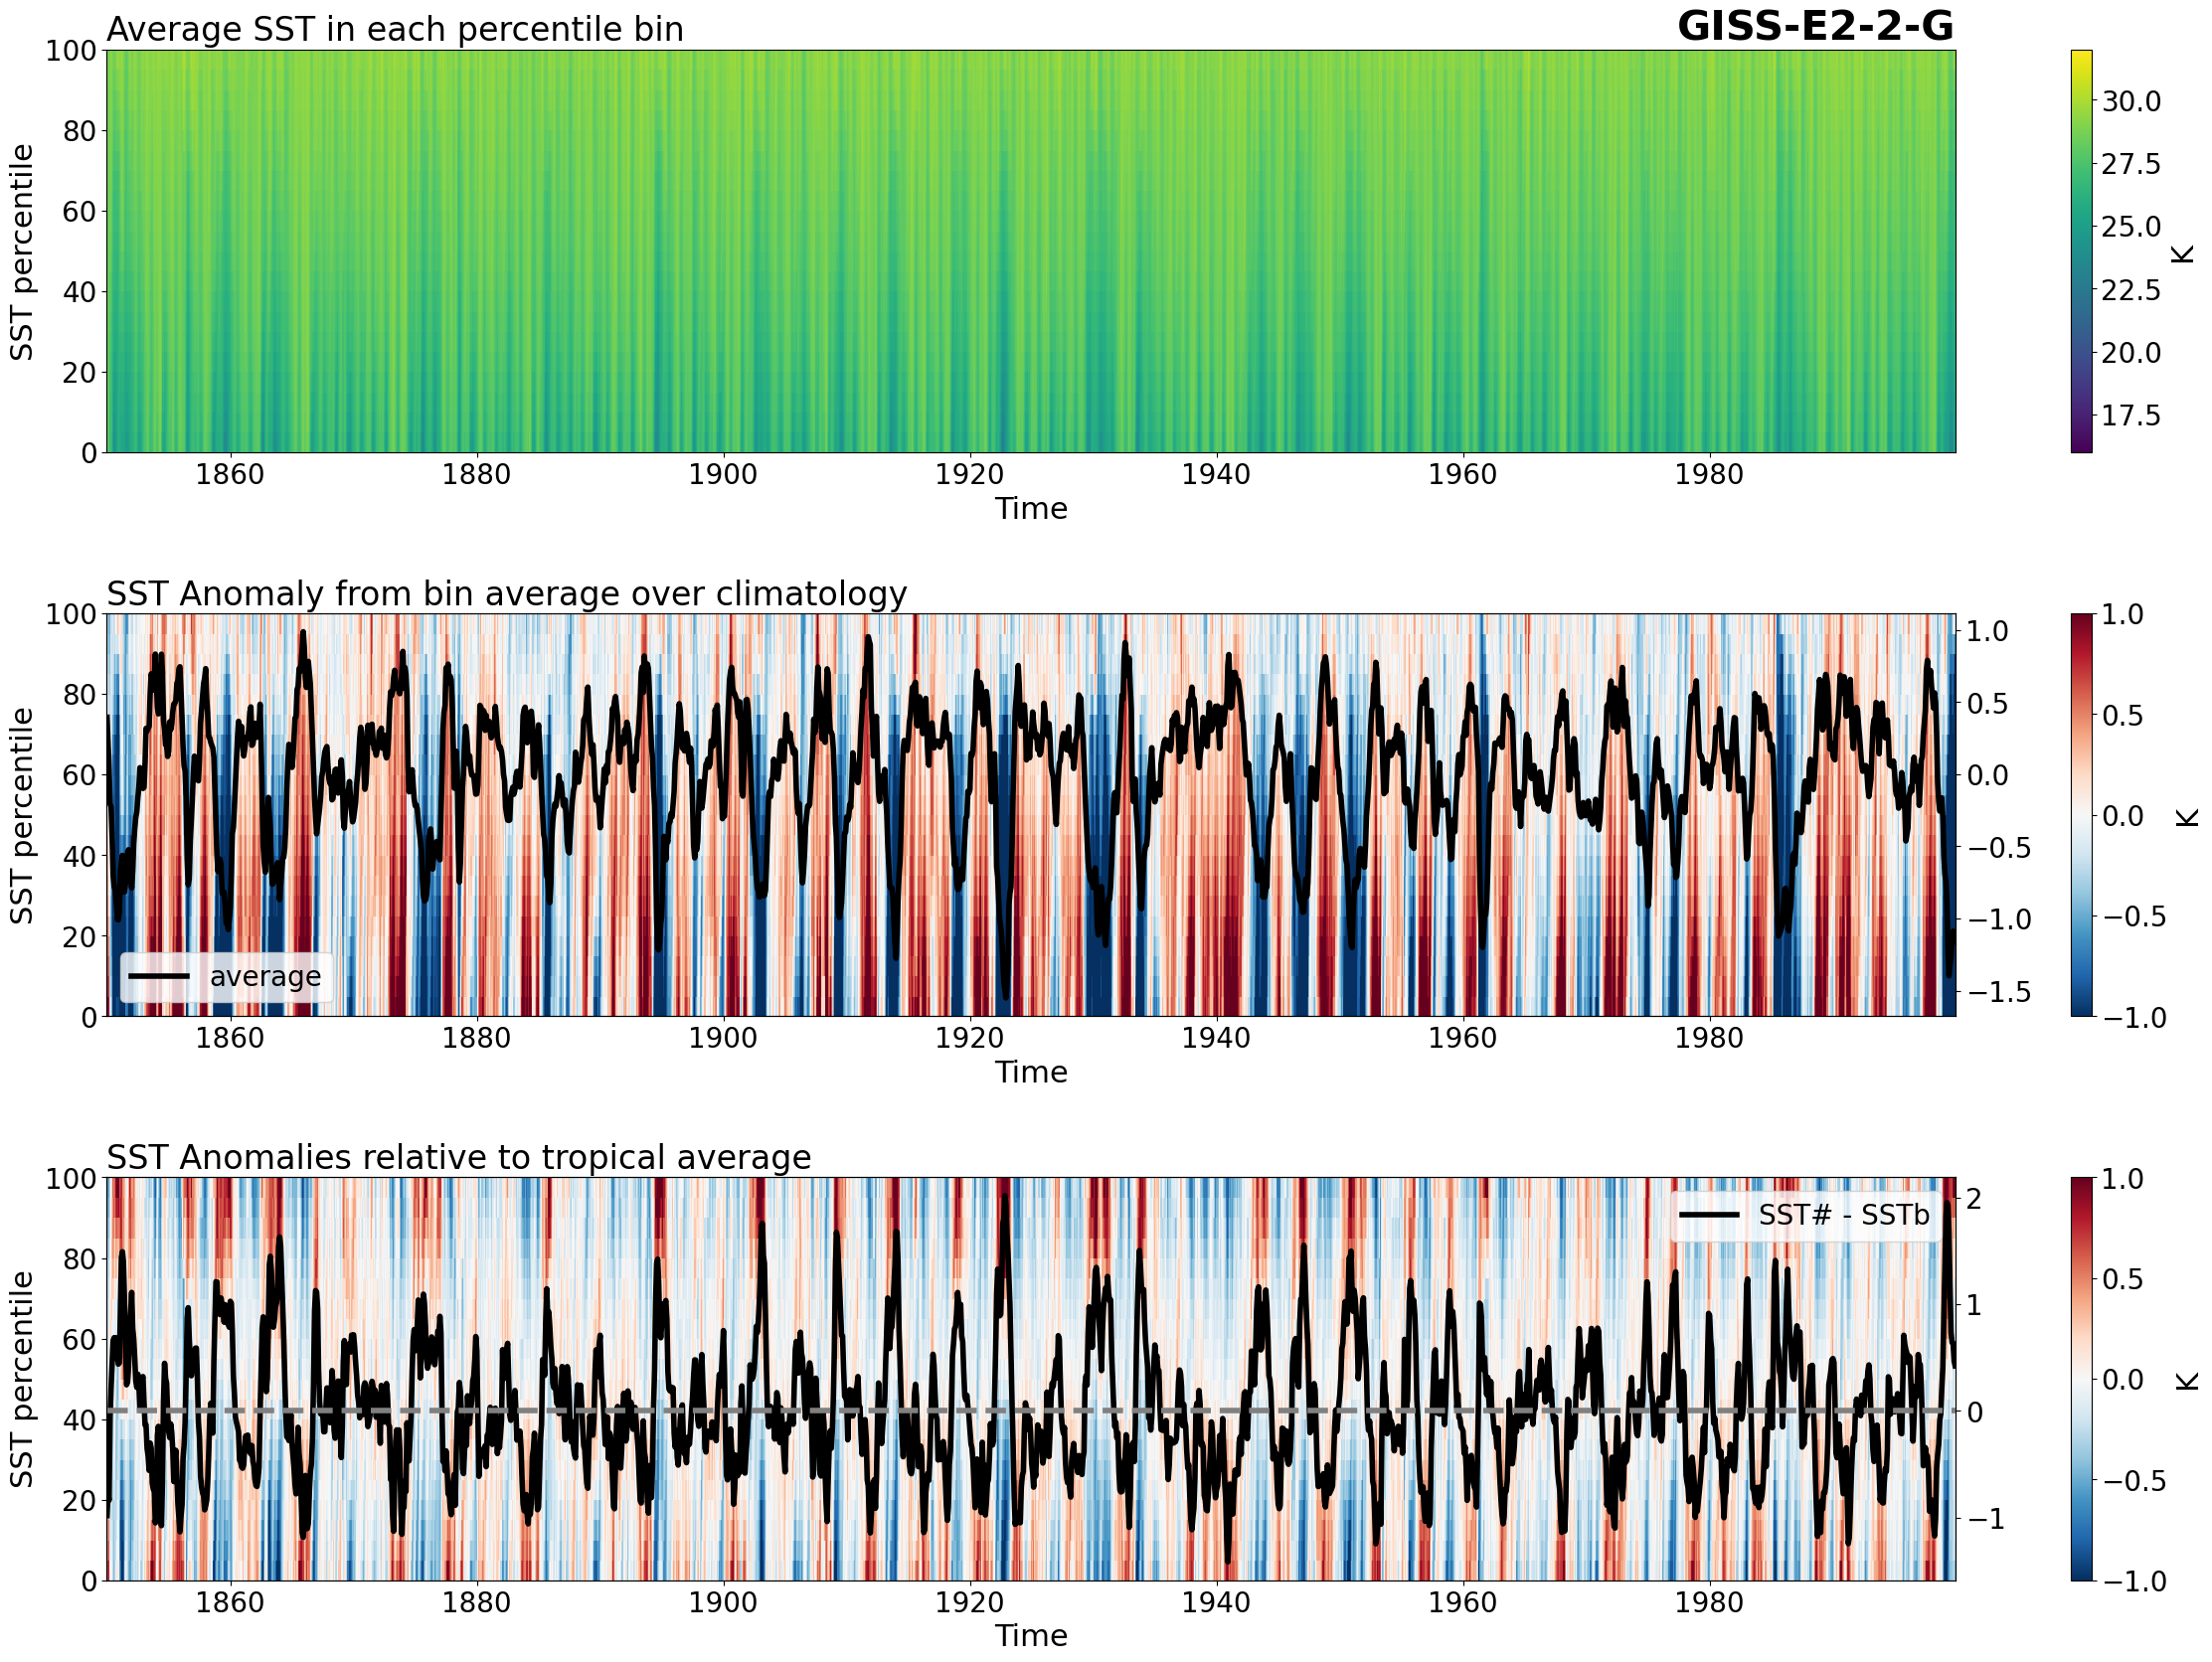 Average SST in each percentile bin
GISS-E2-2-G
100
80
60
40
20
0
SST percentile
1860 1880 1900 1920 1940 1960 1980
Time
30.0
27.5
25.0
22.5
20.0
17.5
K
SST Anomaly from bin average over climatology
100
80
60
40
20
0
SST percentile
average
1860 1880 1900 1920 1940 1960 1980
Time
1.0
0.5
0.0
−0.5
−1.0
−1.5
1.0
0.5
0.0
−0.5
−1.0
K
SST Anomalies relative to tropical average
100
80
60
40
20
0
SST percentile
SST# - SSTb
1860 1880 1900 1920 1940 1960 1980
Time
2
1
0
−1
1.0
0.5
0.0
−0.5
−1.0
K